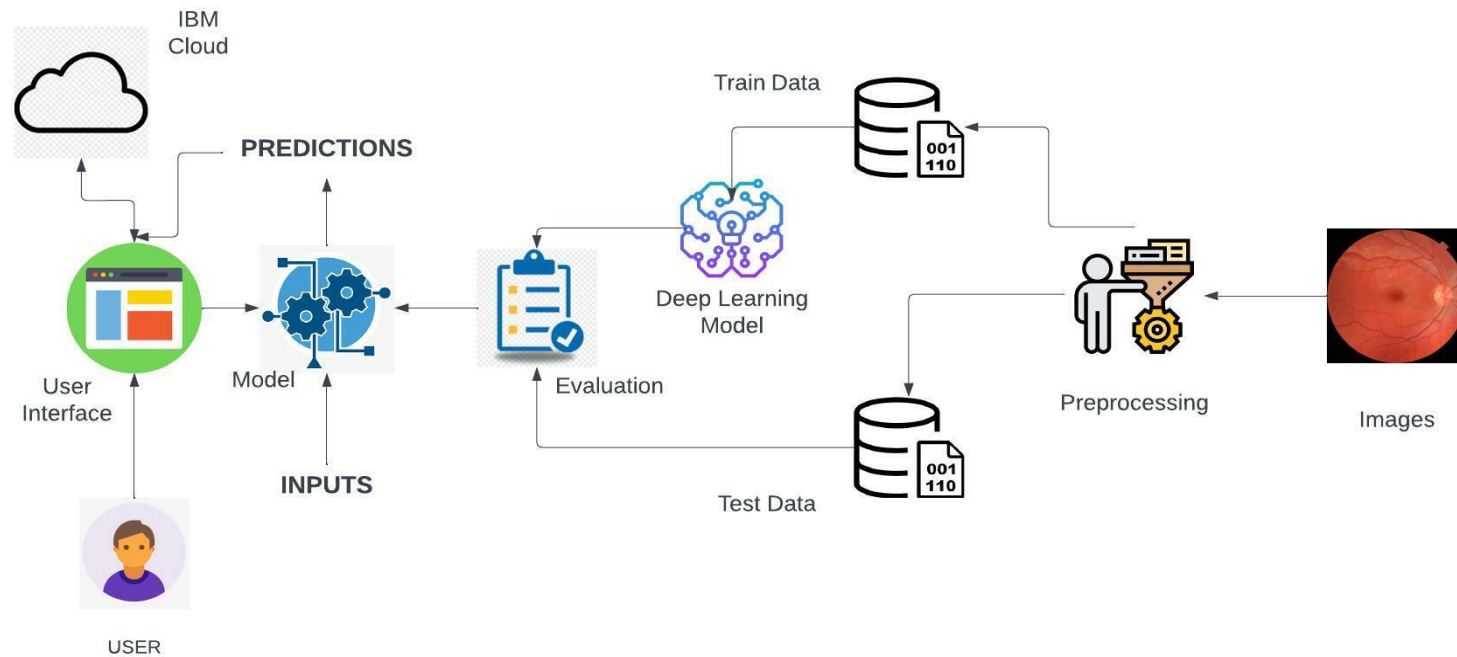 IBM
Cloud
Train Data
PREDICTIONS
001
110
Deep Learning
Model
User
Interface
Model
Evaluation
Preprocessing
Images
INPUTS
001
110
Test Data
USER